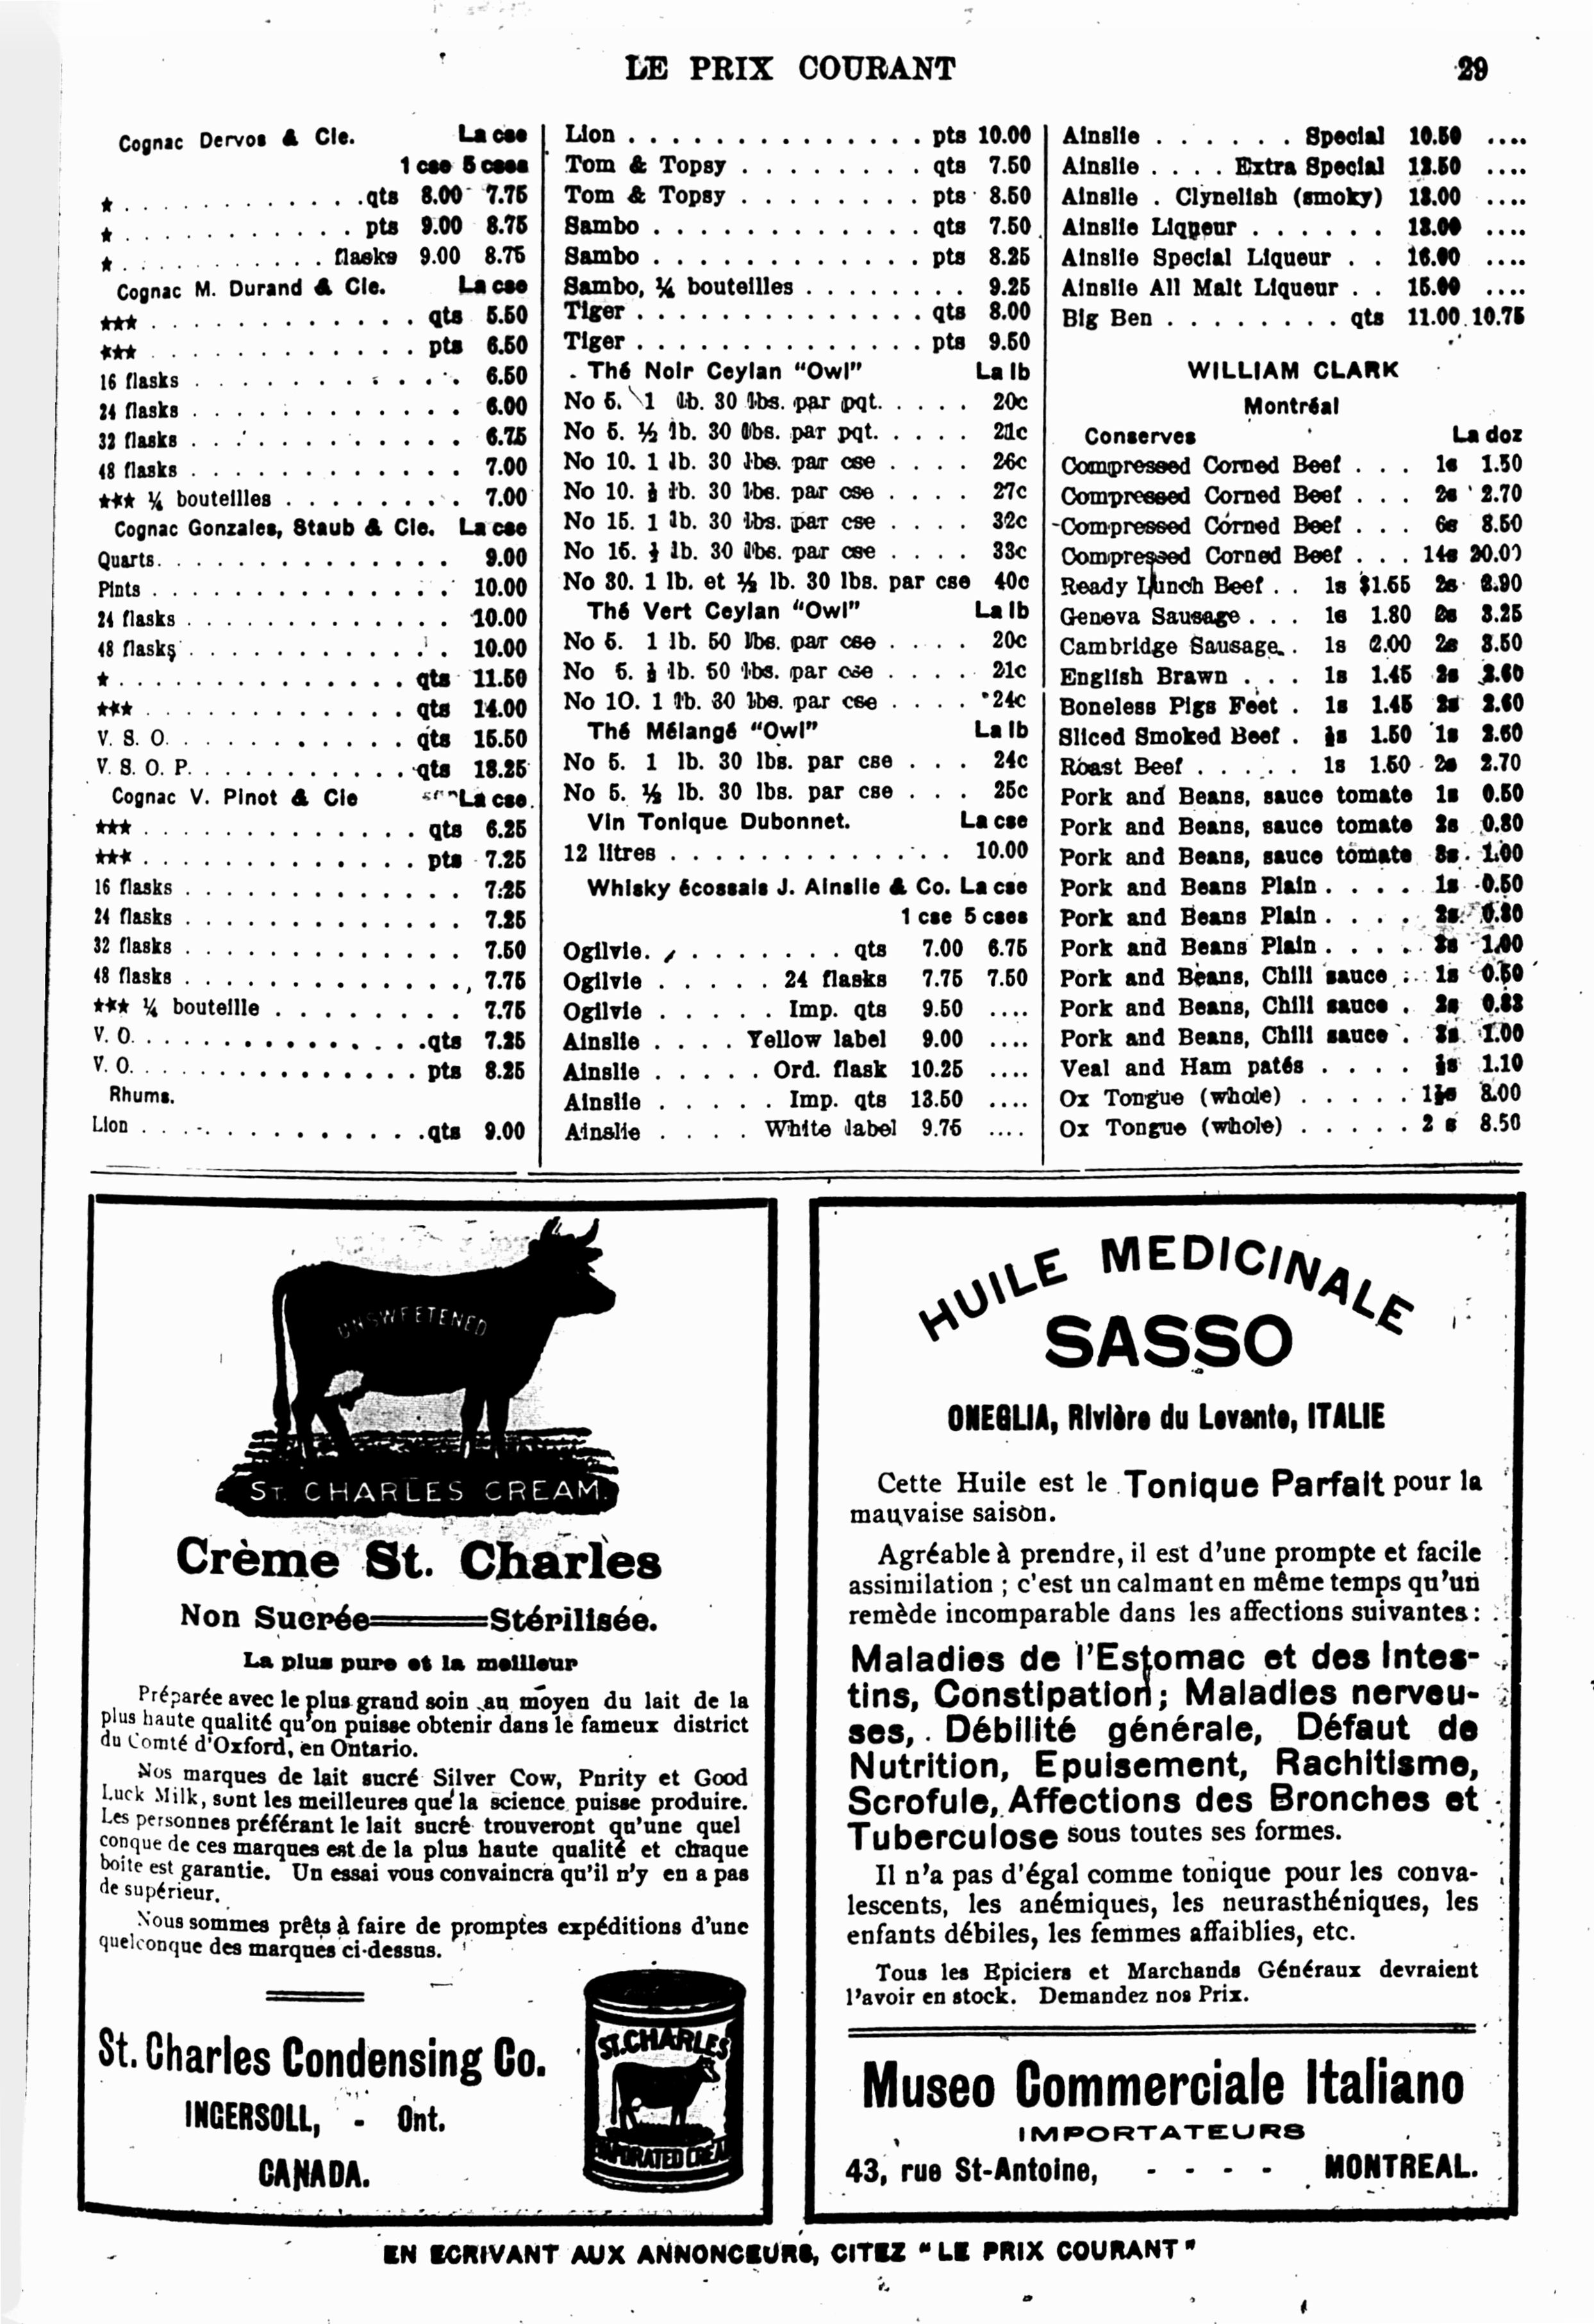 LE PRIX COURANT 29
Cognac Dervos & Cie. La cse
1 cse 5 cses
★ . . . . . . . . . . . . qts 8.00 7.75
★ . . . . . . . . . . . pts 9.00 8.75
★ . . . . . . . . . . . flasks 9.00 8.75
Cognac M. Durand & Cie. La cse
★★★ . . . . . . . . . . . . . qts 5.50
★★★ . . . . . . . . . . . . . pts 6.50
16 flasks . . . . . . . . . . . . . 6.50
24 flasks . . . . . . . . . . . . . 6.00
32 flasks . . . . . . . . . . . . . 6.75
48 flasks . . . . . . . . . . . . . 7.00
★★★ ¼ bouteilles . . . . . . . . . 7.00
Cognac Gonzales, Staub & Cie. La cse
Quarts. . . . . . . . . . . . . . . 9.00
Pints . . . . . . . . . . . . . . . 10.00
24 flasks . . . . . . . . . . . . . 10.00
48 flasks . . . . . . . . . . . . . 10.00
★ . . . . . . . . . . . . . . qts 11.50
★★★ . . . . . . . . . . . . . qts 14.00
V. S. O. . . . . . . . . . . . qts 15.50
V. S. O. P. . . . . . . . . . . qts 18.25
Cognac V. Pinot & Cie La cse.
★★★ . . . . . . . . . . . . . qts 6.25
★★★ . . . . . . . . . . . . . pts 7.25
16 flasks . . . . . . . . . . . . . 7.25
24 flasks . . . . . . . . . . . . . 7.25
32 flasks . . . . . . . . . . . . . 7.50
48 flasks . . . . . . . . . . . . . 7.75
★★★ ¼ bouteille . . . . . . . . . 7.75
V. O. . . . . . . . . . . . . . .qts 7.25
V. O. . . . . . . . . . . . . . . pts 8.25
Rhums.
Lion . . . . . . . . . . . . . .qts 9.00
Lion . . . . . . . . . . . . . . pts 10.00
Tom & Topsy . . . . . . . . . qts 7.50
Tom & Topsy . . . . . . . . . pts 8.50
Sambo . . . . . . . . . . . . . qts 7.50
Sambo . . . . . . . . . . . . . pts 8.25
Sambo, ¼ bouteilles . . . . . . . . 9.25
Tiger . . . . . . . . . . . . . . qts 8.00
Tiger . . . . . . . . . . . . . . pts 9.50
Thé Noir Ceylan "Owl" La lb
No 5. 1 lb. 30 lbs. par pqt. . . . . 20c
No 5. ½ lb. 30 lbs. par pqt. . . . . 21c
No 10. 1 lb. 30 lbs. par cse . . . . 26c
No 10. ½ lb. 30 lbs. par cse . . . . 27c
No 15. 1 lb. 30 lbs. par cse . . . . 32c
No 16. ½ lb. 30 lbs. par cse . . . . 33c
No 30. 1 lb. et ½ lb. 30 lbs. par cse 40c
Thé Vert Ceylan "Owl" La lb
No 5. 1 lb. 50 lbs. par cse . . . . 20c
No 5. ½ lb. 50 lbs. par cse . . . . 21c
No 10. 1 lb. 30 lbs. par cse . . . . 24c
Thé Mélangé "Owl" La lb
No 5. 1 lb. 30 lbs. par cse . . . 24c
No 5. ½ lb. 30 lbs. par cse . . . 25c
Vin Tonique Dubonnet. La cse
12 litres . . . . . . . . . . . . . 10.00
Whisky écossais J. Ainslie & Co. La cse
1 cse 5 cses
Ogilvie. . . . . . . . . . qts 7.00 6.75
Ogilvie . . . . . 24 flasks 7.75 7.50
Ogilvie . . . . . Imp. qts 9.50 ....
Ainslie . . . . Yellow label 9.00 ....
Ainslie . . . . . Ord. flask 10.25 ....
Ainslie . . . . . Imp. qts 13.50 ....
Ainslie . . . . White label 9.75 ....
Ainslie . . . . . . Special 10.50 ....
Ainslie . . . . Extra Special 12.50 ....
Ainslie . Clynelish (smoky) 13.00 ....
Ainslie Liqueur . . . . . . 13.00 ....
Ainslie Special Liqueur . . 16.00 ....
Ainslie All Malt Liqueur . . 15.00 ....
Big Ben . . . . . . . . qts 11.00 10.75
WILLIAM CLARK
Montréal
Conserves La doz
Compressed Corned Beef . . . 1s 1.50
Compressed Corned Beef . . . 2s 2.70
Compressed Corned Beef . . . 6s 8.50
Compressed Corned Beef . . . 14s 20.00
Ready Lunch Beef . . 1s $1.65 2s 2.90
Geneva Sausage . . . 1s 1.80 2s 3.25
Cambridge Sausage. . 1s 2.00 2s 3.50
English Brawn . . . 1s 1.45 2s 2.60
Boneless Pigs Feet . 1s 1.45 2s 2.60
Sliced Smoked Beef . ½s 1.50 1s 2.60
Roast Beef . . . . . 1s 1.50 2s 2.70
Pork and Beans, sauce tomate 1s 0.50
Pork and Beans, sauce tomate 2s 0.80
Pork and Beans, sauce tomate 3s. 1.00
Pork and Beans Plain . . . . 1s 0.50
Pork and Beans Plain . . . . 2s 0.80
Pork and Beans Plain . . . . 3s 1.00
Pork and Beans, Chili sauce . . 1s 0.50
Pork and Beans, Chili sauce . 2s 0.83
Pork and Beans, Chili sauce . 3s 1.00
Veal and Ham patés . . . . ½s 1.10
Ox Tongue (whole) . . . . . 1½s 8.00
Ox Tongue (whole) . . . . . 2 s 8.50
UNSWEETENED
ST. CHARLES CREAM.
Crème St. Charles
Non Sucrée Stérilisée.
La plus pure et la meilleur
Préparée avec le plus grand soin au moyen du lait de la
plus haute qualité qu'on puisse obtenir dans le fameux district
du Comté d'Oxford, en Ontario.
Nos marques de lait sucré Silver Cow, Purity et Good
Luck Milk, sont les meilleures que la science puisse produire.
Les personnes préférant le lait sucré trouveront qu'une quel
conque de ces marques est de la plus haute qualité et chaque
boite est garantie. Un essai vous convaincra qu'il n'y en a pas
de supérieur.
Nous sommes prêts à faire de promptes expéditions d'une
quelconque des marques ci-dessus.
St. Charles Condensing Co.
INGERSOLL, - Ont.
CANADA.
ST. CHARLES
EVAPORATED CREAM
HUILE MEDICINALE
SASSO
ONEGLIA, Rivière du Levante, ITALIE
Cette Huile est le Tonique Parfait pour la
mauvaise saison.
Agréable à prendre, il est d'une prompte et facile
assimilation ; c'est un calmant en même temps qu'un
remède incomparable dans les affections suivantes :
Maladies de l'Estomac et des Intes-
tins, Constipation ; Maladies nerveu-
ses, Débilité générale, Défaut de
Nutrition, Epuisement, Rachitisme,
Scrofule, Affections des Bronches et
Tuberculose sous toutes ses formes.
Il n'a pas d'égal comme tonique pour les conva-
lescents, les anémiques, les neurasthéniques, les
enfants débiles, les femmes affaiblies, etc.
Tous les Epiciers et Marchands Généraux devraient
l'avoir en stock. Demandez nos Prix.
Museo Commerciale Italiano
IMPORTATEURS
43, rue St-Antoine, - - - - MONTREAL.
EN ECRIVANT AUX ANNONCEURS, CITEZ "LE PRIX COURANT"